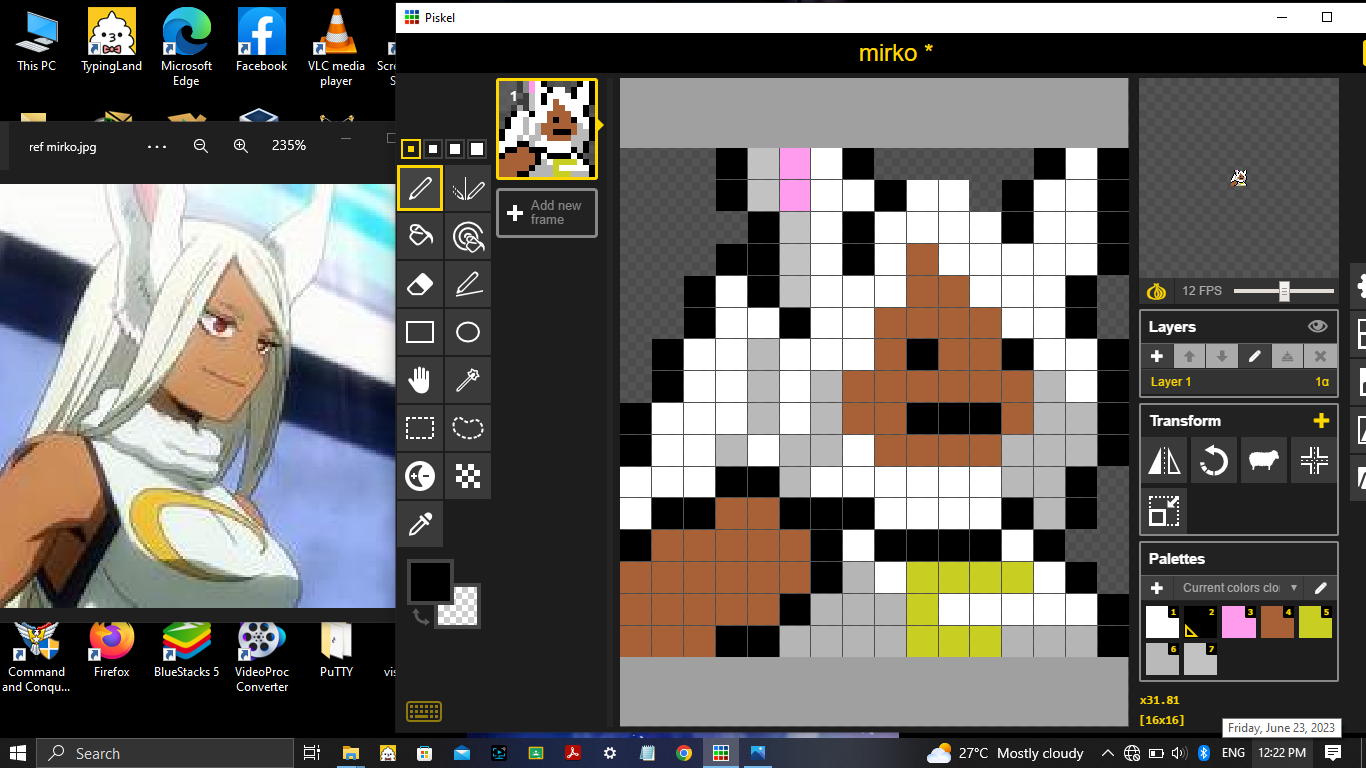 Piskel
mirko *
This PC
TypingLand
Microsoft
Edge
Facebook
VLC media
player
Scre
S
ref mirko.jpg
235%
1
Add new
frame
12 FPS
Layers
Layer 1
1α
Transform
Palettes
Current colors clo
1
2
3
4
5
6
7
x31.81
[16x16]
Command
and Conqu...
Firefox
BlueStacks 5
VideoProc
Converter
PuTTY
vis
Friday, June 23, 2023
Search
27°C Mostly cloudy
ENG
12:22 PM